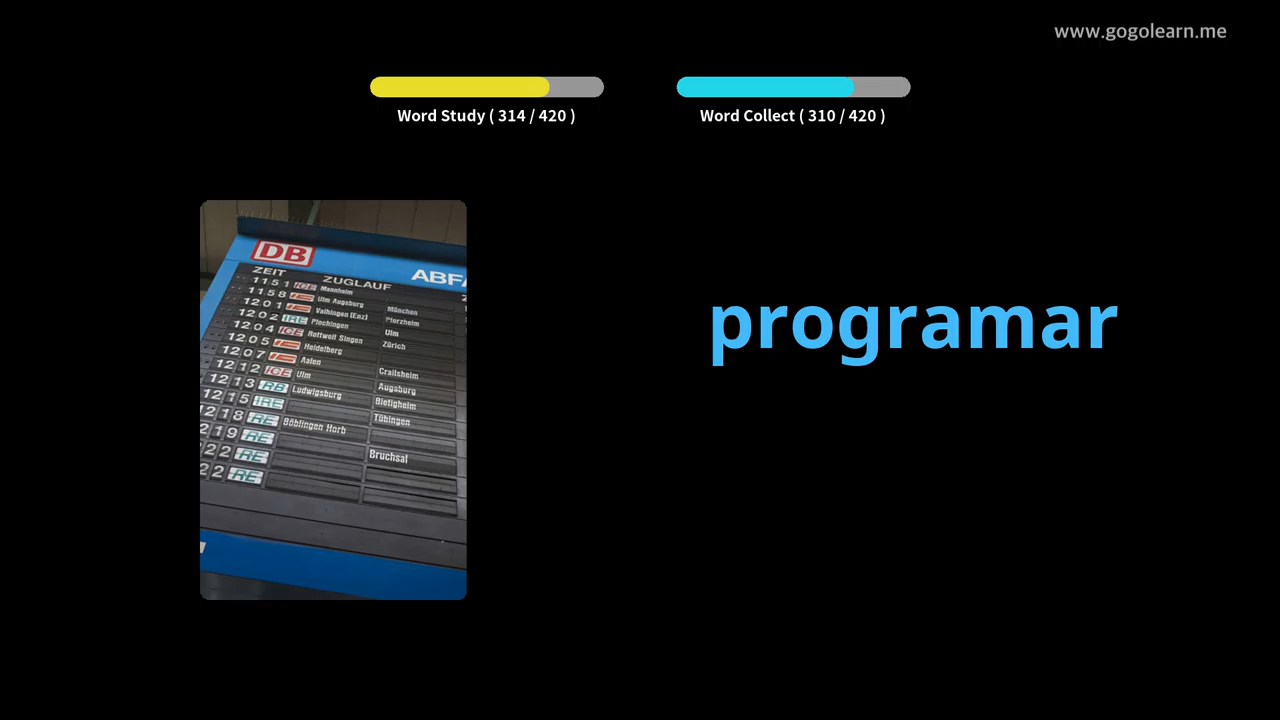 www.gogolearn.me
Word Study ( 314 / 420 )
Word Collect ( 310 / 420 )
programar
DB
ABF
ZEIT ZUGLAUF
1151 ICE Mannheim
1158 Ulm Augsburg München
1201 Vaihingen (Enz) Pforzheim
1202 IRE Plochingen Ulm
1204 ICE Rottweil Singen Zürich
1205 Heidelberg
1207 Aalen Crailsheim
1212 ICE Ulm Augsburg
1213 RB Ludwigsburg Bietigheim
1215 IRE Tübingen
1218 RE Böblingen Horb
219 RE Bruchsal
22 RE
22 RE